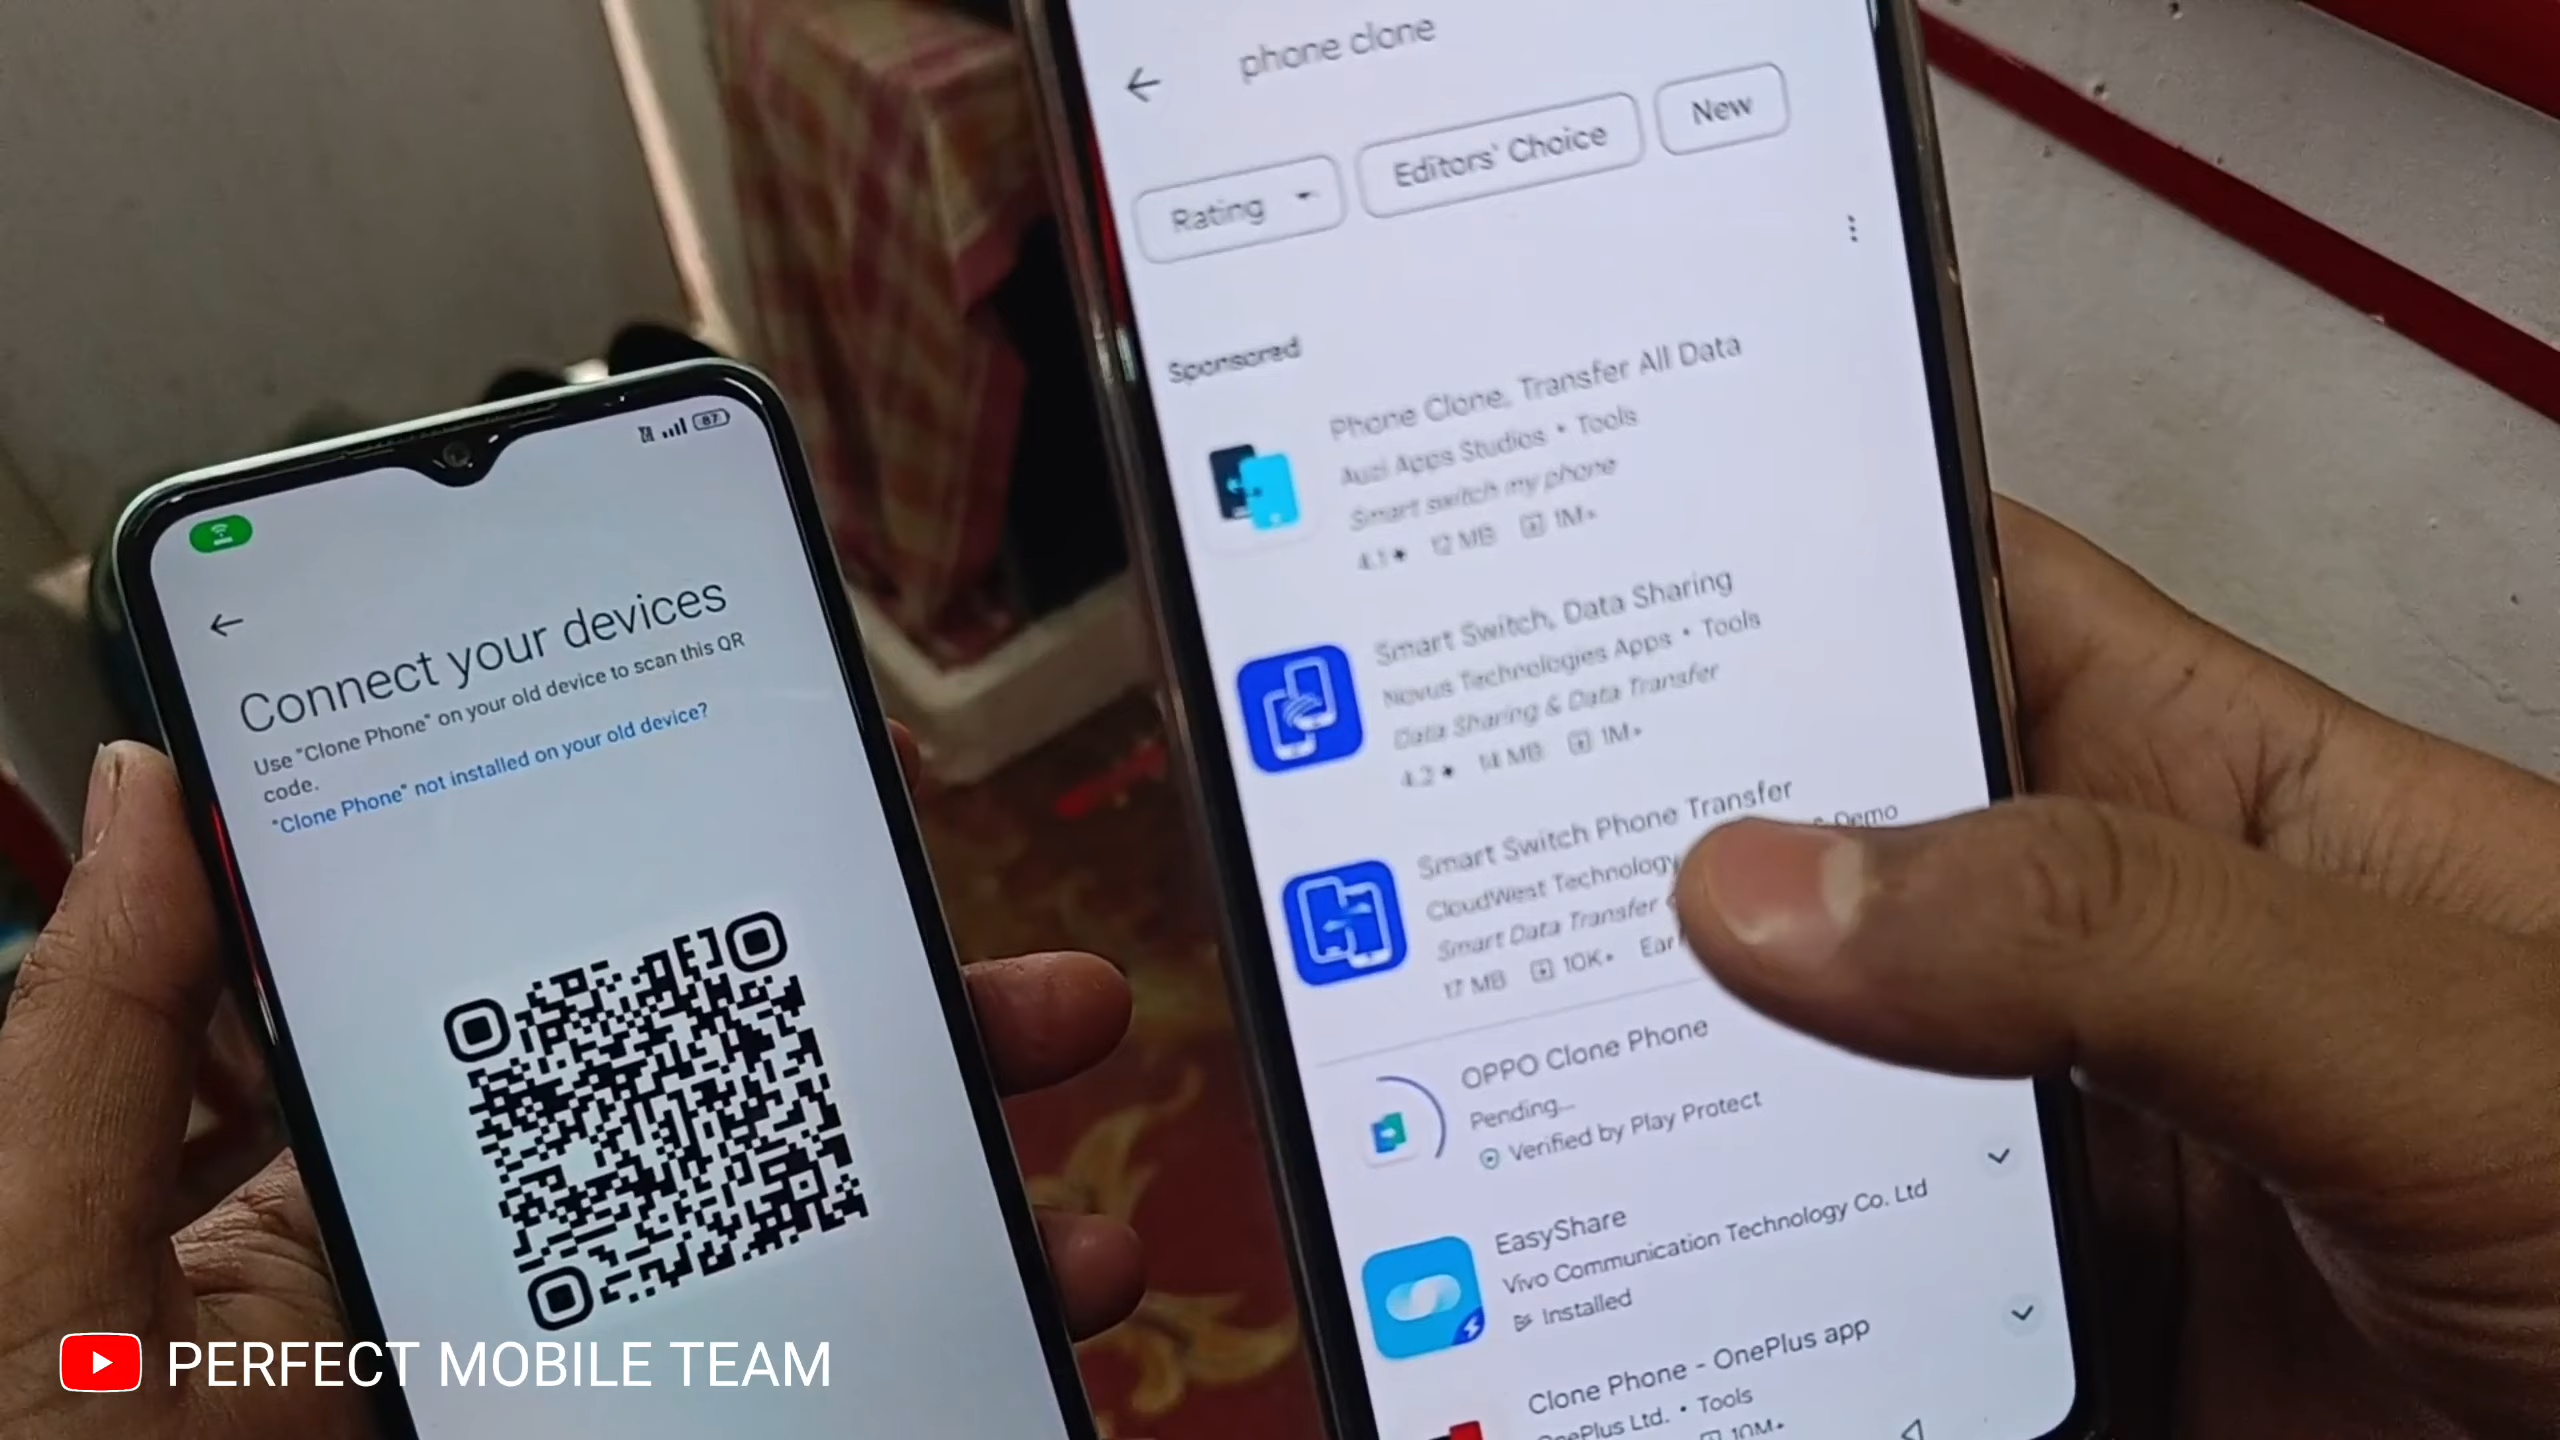 87
Connect your devices
Use "Clone Phone" on your old device to scan this QR
code.
"Clone Phone" not installed on your old device?
PERFECT MOBILE TEAM
phone clone
Rating
Editors' Choice
New
Sponsored
Phone Clone, Transfer All Data
Auzi Apps Studios • Tools
Smart switch my phone
4.1★ 12 MB 1M+
Smart Switch, Data Sharing
Novus Technologies Apps • Tools
Data Sharing & Data Transfer
4.2★ 14 MB 1M+
Smart Switch Phone Transfer
CloudWest Technology
Smart Data Transfer & Demo
17 MB 10K+
OPPO Clone Phone
Pending...
Verified by Play Protect
EasyShare
Vivo Communication Technology Co. Ltd
Installed
Clone Phone - OnePlus app
OnePlus Ltd. • Tools
10M+